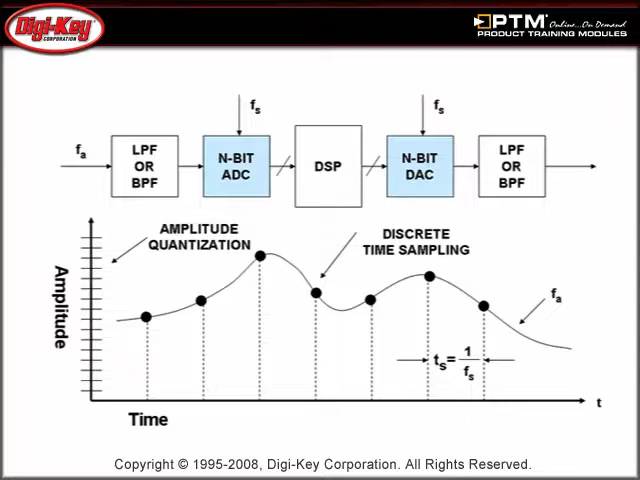 Digi-Key
CORPORATION
PTM
Online...On Demand
PRODUCT TRAINING MODULES
fs
fs
fa
LPF
OR
BPF
N-BIT
ADC
DSP
N-BIT
DAC
LPF
OR
BPF
AMPLITUDE
QUANTIZATION
DISCRETE
TIME SAMPLING
Amplitude
fa
ts= 1/fs
t
Time
Copyright © 1995-2008, Digi-Key Corporation. All Rights Reserved.